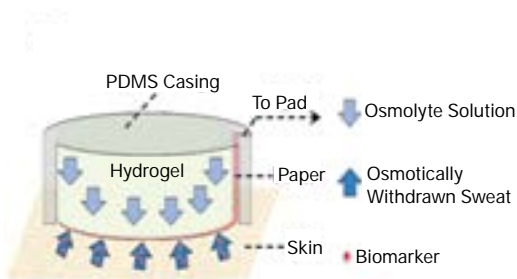 PDMS Casing
To Pad
Osmolyte Solution
Hydrogel
Paper
Osmotically
Withdrawn Sweat
Skin
Biomarker